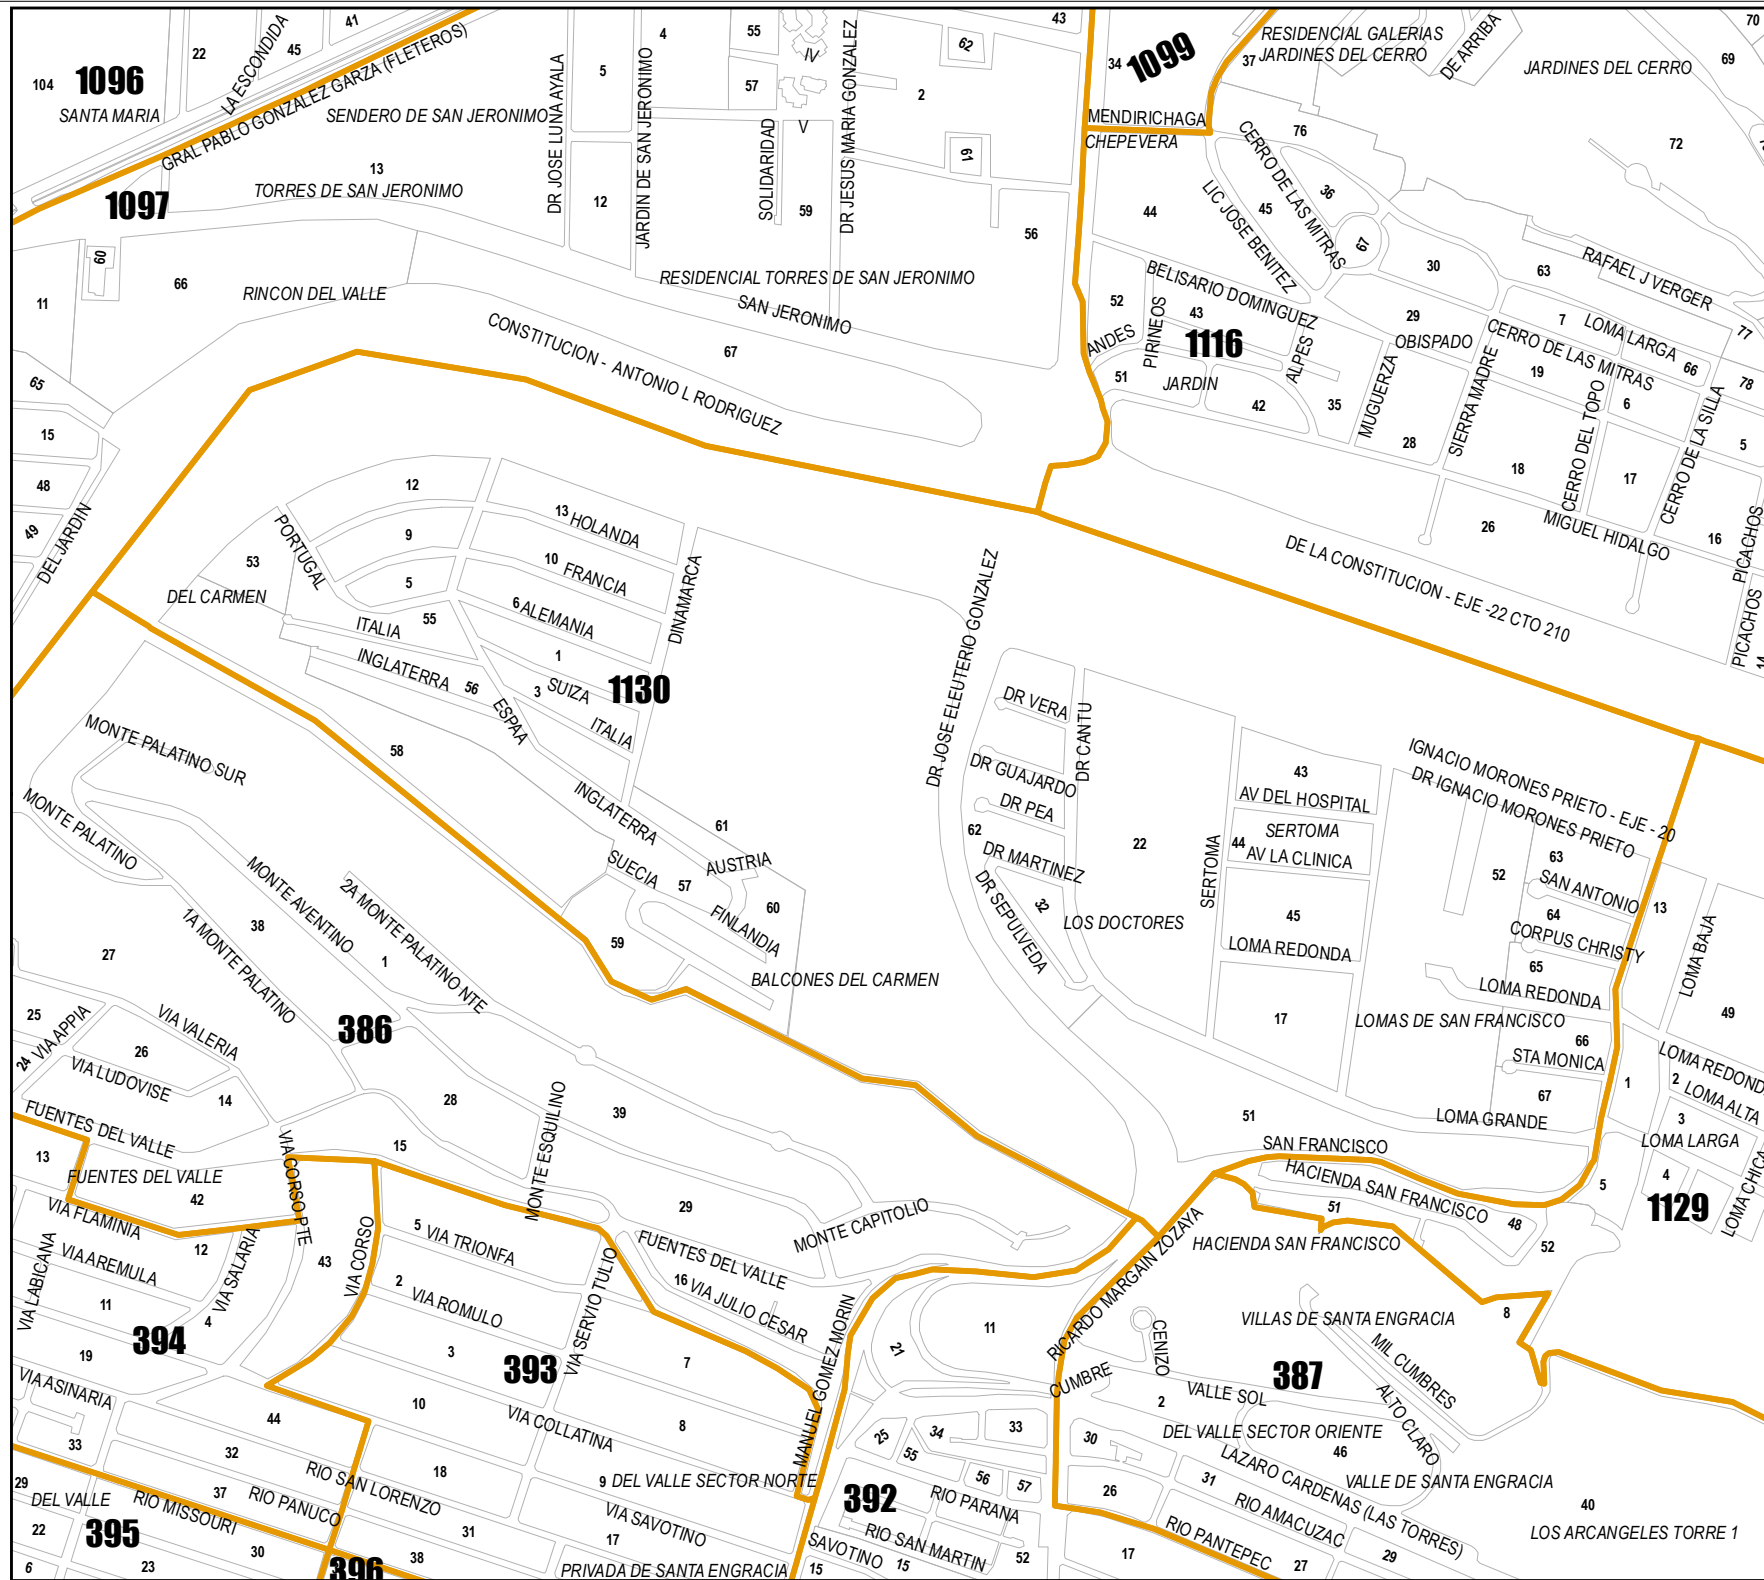 104
1096
SANTA MARIA
22
LA ESCONDIDA
45
41
GRAL PABLO GONZALEZ GARZA (FLETEROS)
SENDERO DE SAN JERONIMO
13
TORRES DE SAN JERONIMO
1097
DR JOSE LUNA AYALA
5
12
4
JARDIN DE SAN JERONIMO
55
57
IV
V
SOLIDARIDAD
59
DR JESUS MARIA GONZALEZ
62
2
61
43
56
34
1099
37
RESIDENCIAL GALERIAS
JARDINES DEL CERRO
DE ARRIBA
JARDINES DEL CERRO
70
69
72
MENDIRICHAGA
CHEPEVERA
76
CERRO DE LAS MITRAS
36
45
LIC JOSE BENITEZ
67
44
30
63
RAFAEL J VERGER
77
60
11
66
RINCON DEL VALLE
RESIDENCIAL TORRES DE SAN JERONIMO
SAN JERONIMO
67
CONSTITUCION - ANTONIO L RODRIGUEZ
BELISARIO DOMINGUEZ
52
43
PIRINEOS
ANDES
1116
ALPES
29
OBISPADO
7
LOMA LARGA
66
CERRO DE LAS MITRAS
19
6
78
5
51
JARDIN
42
35
MUGUERZA
28
SIERRA MADRE
18
CERRO DEL TOPO
17
CERRO DE LA SILLA
16
26
MIGUEL HIDALGO
PICACHOS
PICACHOS
DE LA CONSTITUCION - EJE -22 CTO 210
65
15
48
49
DEL JARDIN
12
13 HOLANDA
9
10 FRANCIA
5
6 ALEMANIA
53
PORTUGAL
DEL CARMEN
ITALIA
55
1
INGLATERRA
56
3
SUIZA
ITALIA
ESPAA
1130
DINAMARCA
58
INGLATERRA
61
SUECIA
57
AUSTRIA
FINLANDIA
60
59
BALCONES DEL CARMEN
DR JOSE ELEUTERIO GONZALEZ
DR VERA
DR CANTU
DR GUAJARDO
DR PEA
62
DR MARTINEZ
DR SEPULVEDA
32
LOS DOCTORES
22
SERTOMA
43
AV DEL HOSPITAL
SERTOMA
44
AV LA CLINICA
45
LOMA REDONDA
17
IGNACIO MORONES PRIETO - EJE - 20
DR IGNACIO MORONES PRIETO
52
63
SAN ANTONIO
64
CORPUS CHRISTY
65
LOMA REDONDA
LOMAS DE SAN FRANCISCO
66
STA MONICA
67
LOMA GRANDE
13
LOMA BAJA
49
LOMA REDOND
1
2
LOMA ALTA
3
LOMA LARGA
4
LOMA CHICA
5
1129
51
SAN FRANCISCO
HACIENDA SAN FRANCISCO
51
48
52
HACIENDA SAN FRANCISCO
MONTE PALATINO SUR
MONTE PALATINO
MONTE AVENTINO
2A MONTE PALATINO NTE
1A MONTE PALATINO
38
1
27
386
25
VIA APPIA
24
VIA VALERIA
26
VIA LUDOVISE
14
28
39
MONTE ESQUILINO
FUENTES DEL VALLE
13
FUENTES DEL VALLE
42
15
VIA CORSO PTE
VIA FLAMINIA
12
VIA AREMULA
VIA LABICANA
11
VIA SALARIA
4
43
VIA CORSO
394
19
VIA ASINARIA
33
44
5
VIA TRIONFA
2
VIA ROMULO
VIA SERVIO TULIO
3
393
7
10
VIA COLLATINA
8
29
FUENTES DEL VALLE
16 VIA JULIO CESAR
MONTE CAPITOLIO
MANUEL GOMEZ MORIN
21
11
RICARDO MARGAIN ZOZAYA
CENIZO
CUMBRE
2
VALLE SOL
VILLAS DE SANTA ENGRACIA
8
MIL CUMBRES
387
ALTO CLARO
DEL VALLE SECTOR ORIENTE
46
LAZARO CARDENAS (LAS TORRES)
VALLE DE SANTA ENGRACIA
40
LOS ARCANGELES TORRE 1
32
RIO SAN LORENZO
18
9 DEL VALLE SECTOR NORTE
VIA SAVOTINO
17
PRIVADA DE SANTA ENGRACIA
29
DEL VALLE
RIO MISSOURI
37
RIO PANUCO
22
395
6
23
30
396
38
31
25
34
33
55
56
57
392
RIO PARANA
RIO SAN MARTIN
SAVOTINO
15
15
52
30
26
31
RIO AMACUZAC
RIO PANTEPEC
17
27
29